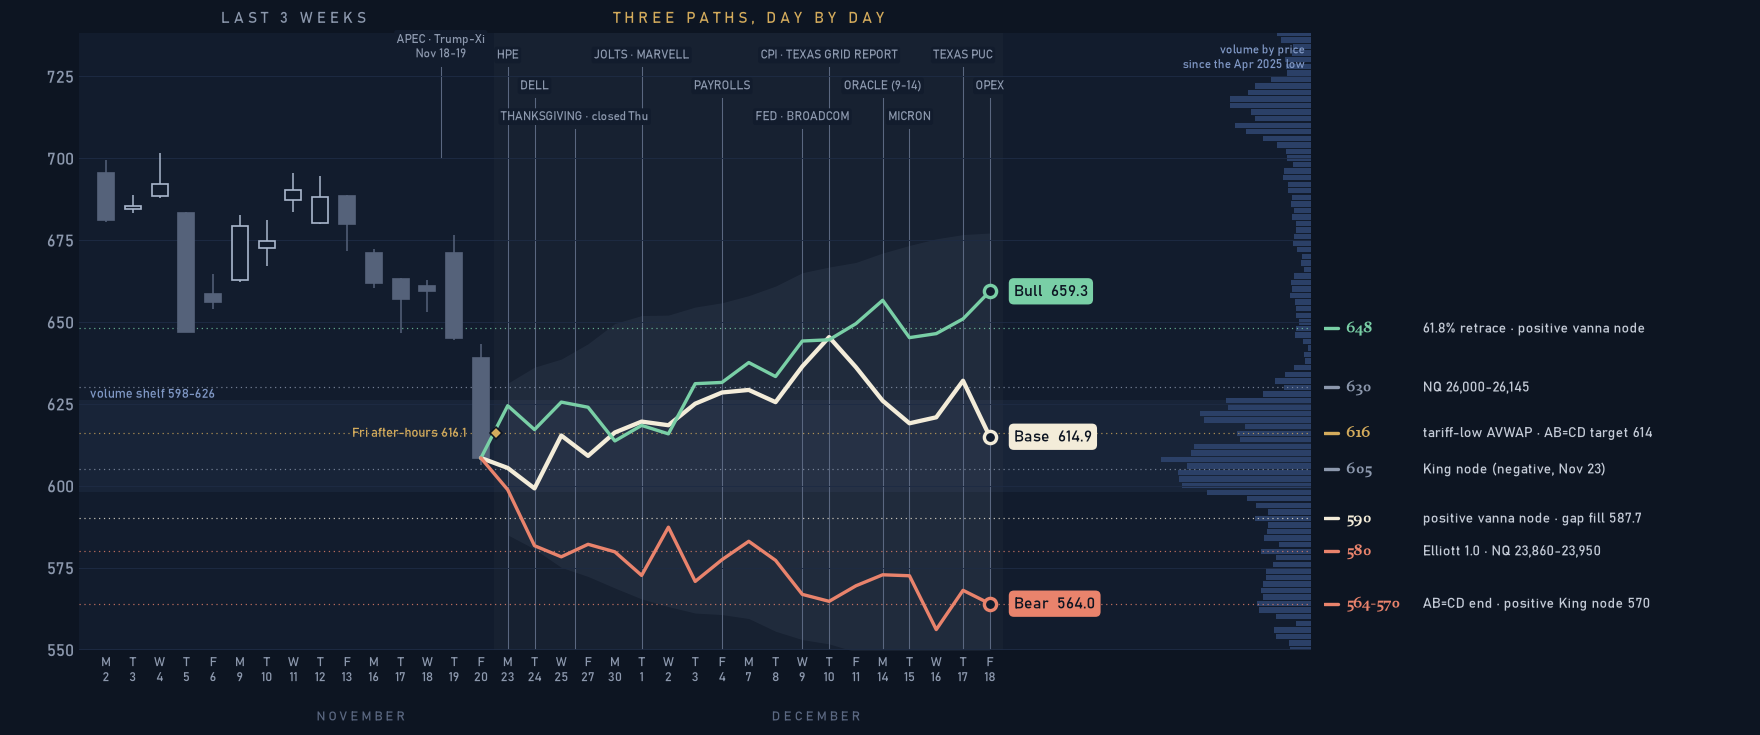 LAST 3 WEEKS
THREE PATHS, DAY BY DAY
APEC · Trump-Xi
Nov 18-19
HPE
JOLTS · MARVELL
CPI · TEXAS GRID REPORT
TEXAS PUC
volume by price
since the Apr 2025 low
DELL
PAYROLLS
ORACLE (9-14)
OPEX
THANKSGIVING · closed Thu
FED · BROADCOM
MICRON
725
700
675
650
625
600
575
550
volume shelf 598-626
Fri after-hours 616.1
Bull 659.3
Base 614.9
Bear 564.0
648 61.8% retrace · positive vanna node
630 NQ 26,000-26,145
616 tariff-low AVWAP · AB=CD target 614
605 King node (negative, Nov 23)
590 positive vanna node · gap fill 587.7
580 Elliott 1.0 · NQ 23,860-23,950
564-570 AB=CD end · positive King node 570
M T W T F M T W T F M T W T F M T W F M T W T F M T W T F M T W T F
2 3 4 5 6 9 10 11 12 13 16 17 18 19 20 23 24 25 27 30 1 2 3 4 7 8 9 10 11 14 15 16 17 18
NOVEMBER
DECEMBER